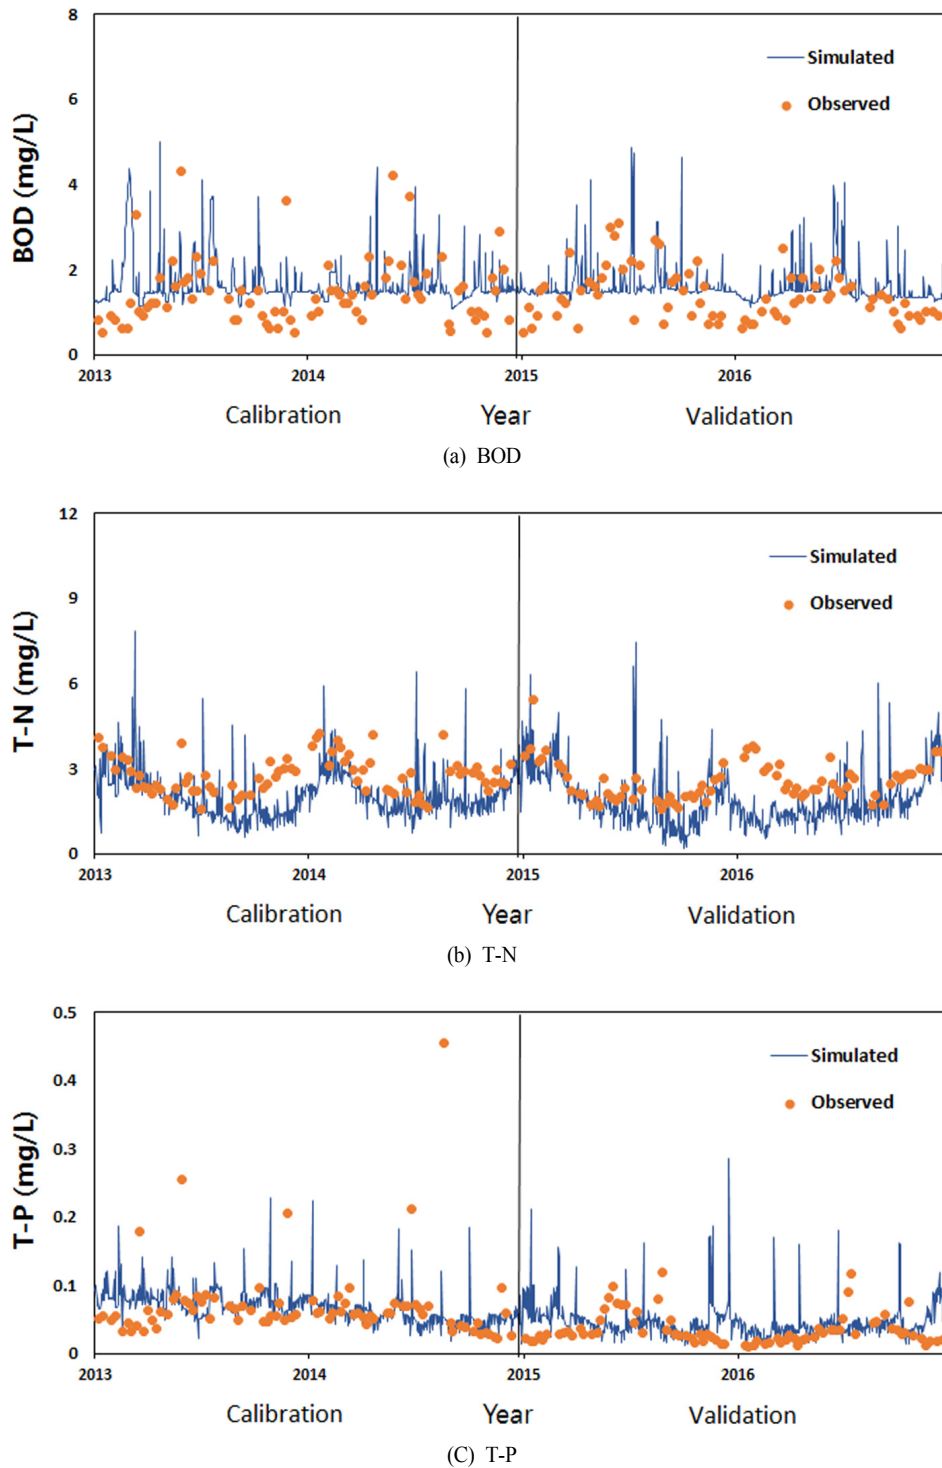 8
6
4
2
0
BOD (mg/L)
Simulated
Observed
2013
2014
2015
2016
Calibration
Year
Validation
(a) BOD
12
9
6
3
0
T-N (mg/L)
Simulated
Observed
2013
2014
2015
2016
Calibration
Year
Validation
(b) T-N
0.5
0.4
0.3
0.2
0.1
0
T-P (mg/L)
Simulated
Observed
2013
2014
2015
2016
Calibration
Year
Validation
(C) T-P